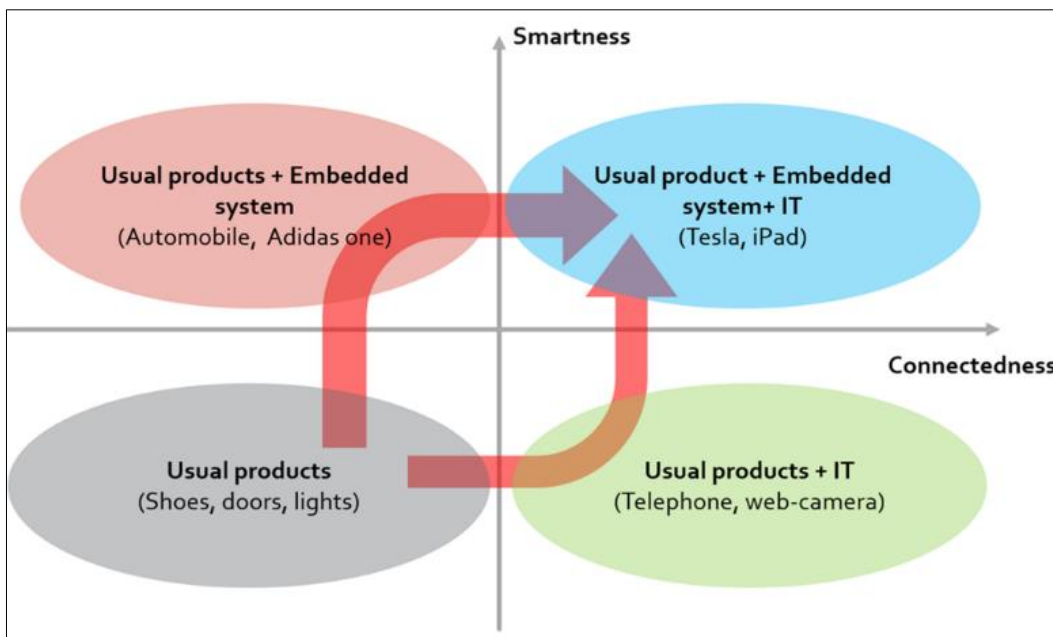 Smartness
Usual products + Embedded
system
(Automobile, Adidas one)
Usual product + Embedded
system+ IT
(Tesla, iPad)
Connectedness
Usual products
(Shoes, doors, lights)
Usual products + IT
(Telephone, web-camera)